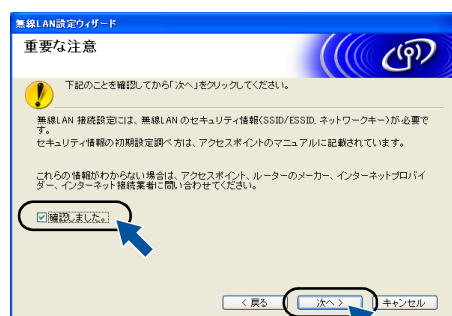 無線LAN設定ウィザード
重要な注意
下記のことを確認してから「次へ」をクリックしてください。
無線LAN 接続設定には、無線LAN のセキュリティ情報(SSID/ESSID, ネットワークキー)が必要で
す。
セキュリティ情報の初期設定調べ方は、アクセスポイントのマニュアルに記載されています。
これらの情報がわからない場合は、アクセスポイント、ルーターのメーカー、インターネットプロバイ
ダー、インターネット接続業者に問い合わせてください。
確認しました。
< 戻る
次へ >
キャンセル